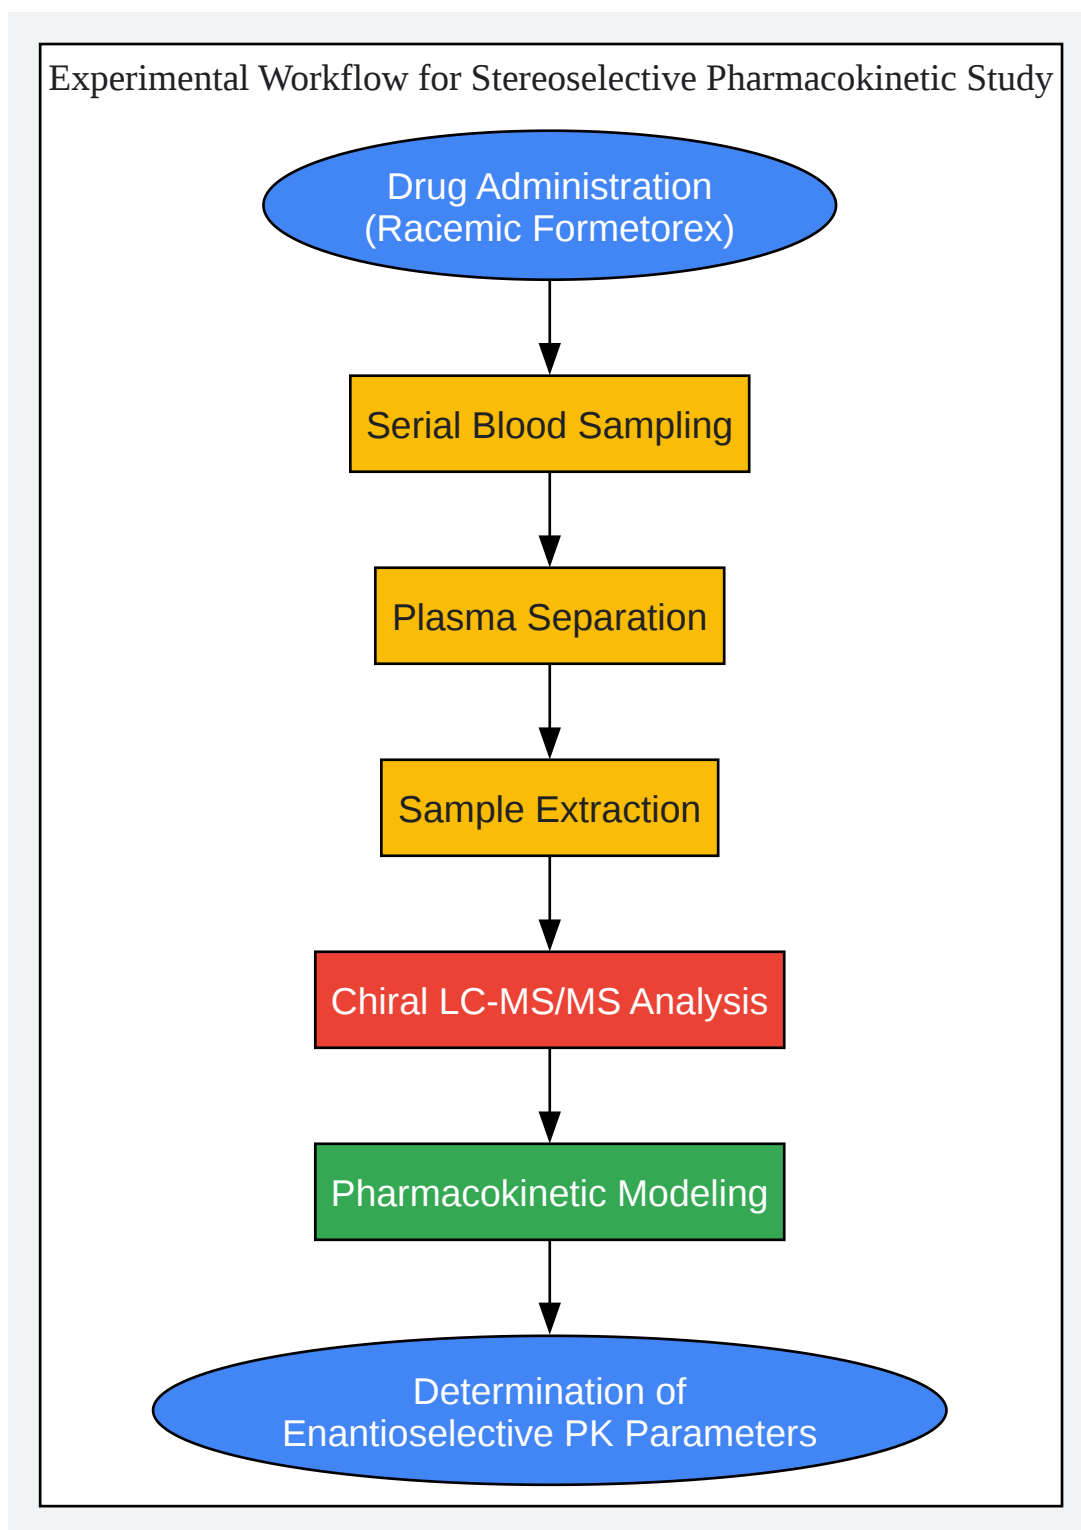 Experimental Workflow for Stereoselective Pharmacokinetic Study
Drug Administration
(Racemic Formetorex)
Serial Blood Sampling
Plasma Separation
Sample Extraction
Chiral LC-MS/MS Analysis
Pharmacokinetic Modeling
Determination of
Enantioselective PK Parameters